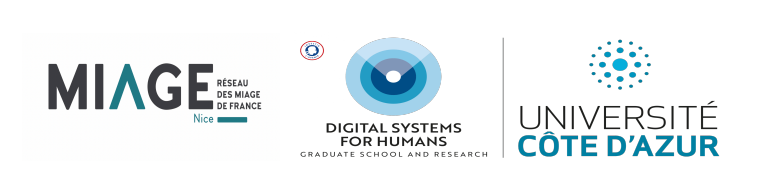 MIAGE
RÉSEAU
DES MIAGE
DE FRANCE
Nice
DIGITAL SYSTEMS
FOR HUMANS
GRADUATE SCHOOL AND RESEARCH
UNIVERSITÉ
CÔTE D'AZUR